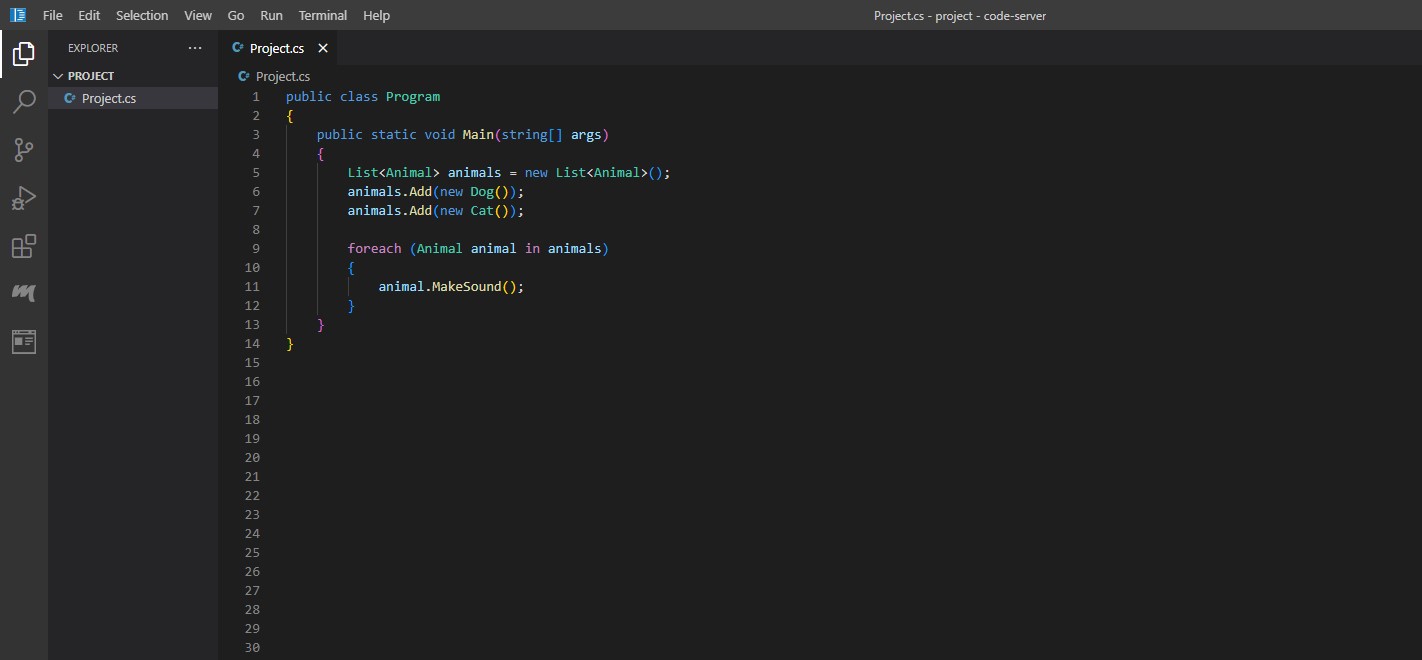 File Edit Selection View Go Run Terminal Help
Project.cs - project - code-server
EXPLORER ...
PROJECT
C# Project.cs
C# Project.cs
C# Project.cs
1 public class Program
2 {
3 public static void Main(string[] args)
4 {
5 List<Animal> animals = new List<Animal>();
6 animals.Add(new Dog());
7 animals.Add(new Cat());
8
9 foreach (Animal animal in animals)
10 {
11 animal.MakeSound();
12 }
13 }
14 }
15
16
17
18
19
20
21
22
23
24
25
26
27
28
29
30